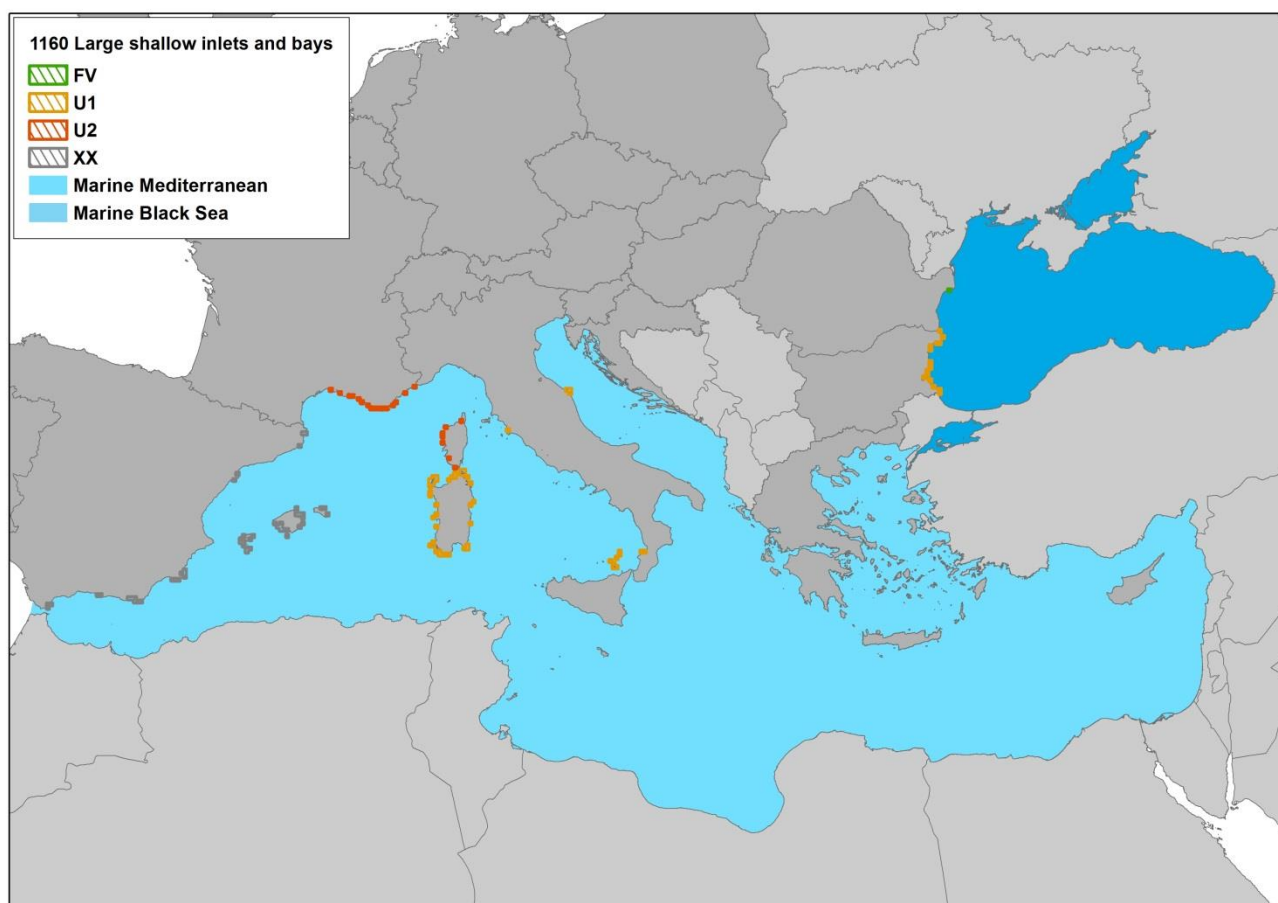 1160 Large shallow inlets and bays
FV
U1
U2
XX
Marine Mediterranean
Marine Black Sea